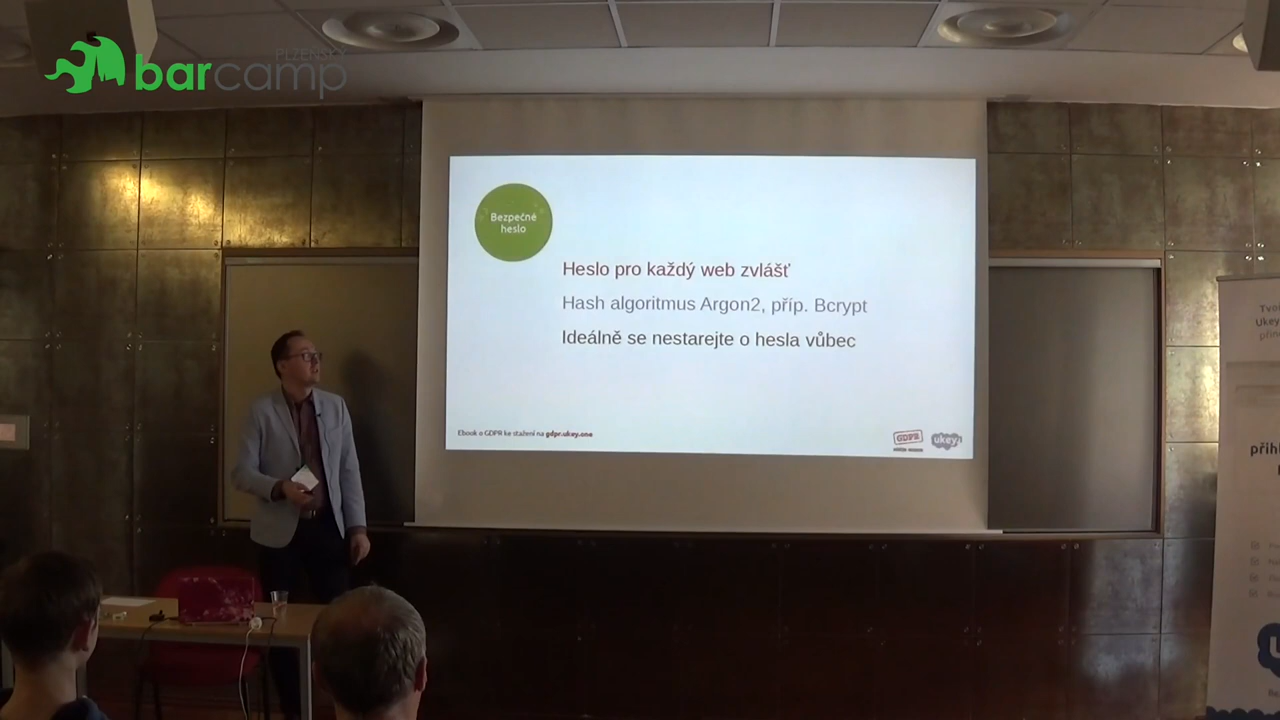 PLZEŇSKÝ
barcamp
Bezpečné
heslo
Heslo pro každý web zvlášť
Hash algoritmus Argon2, příp. Bcrypt
Ideálně se nestarejte o hesla vůbec
Ebook o GDPR ke stažení na gdpr.ukey.one
GDPR
ukey